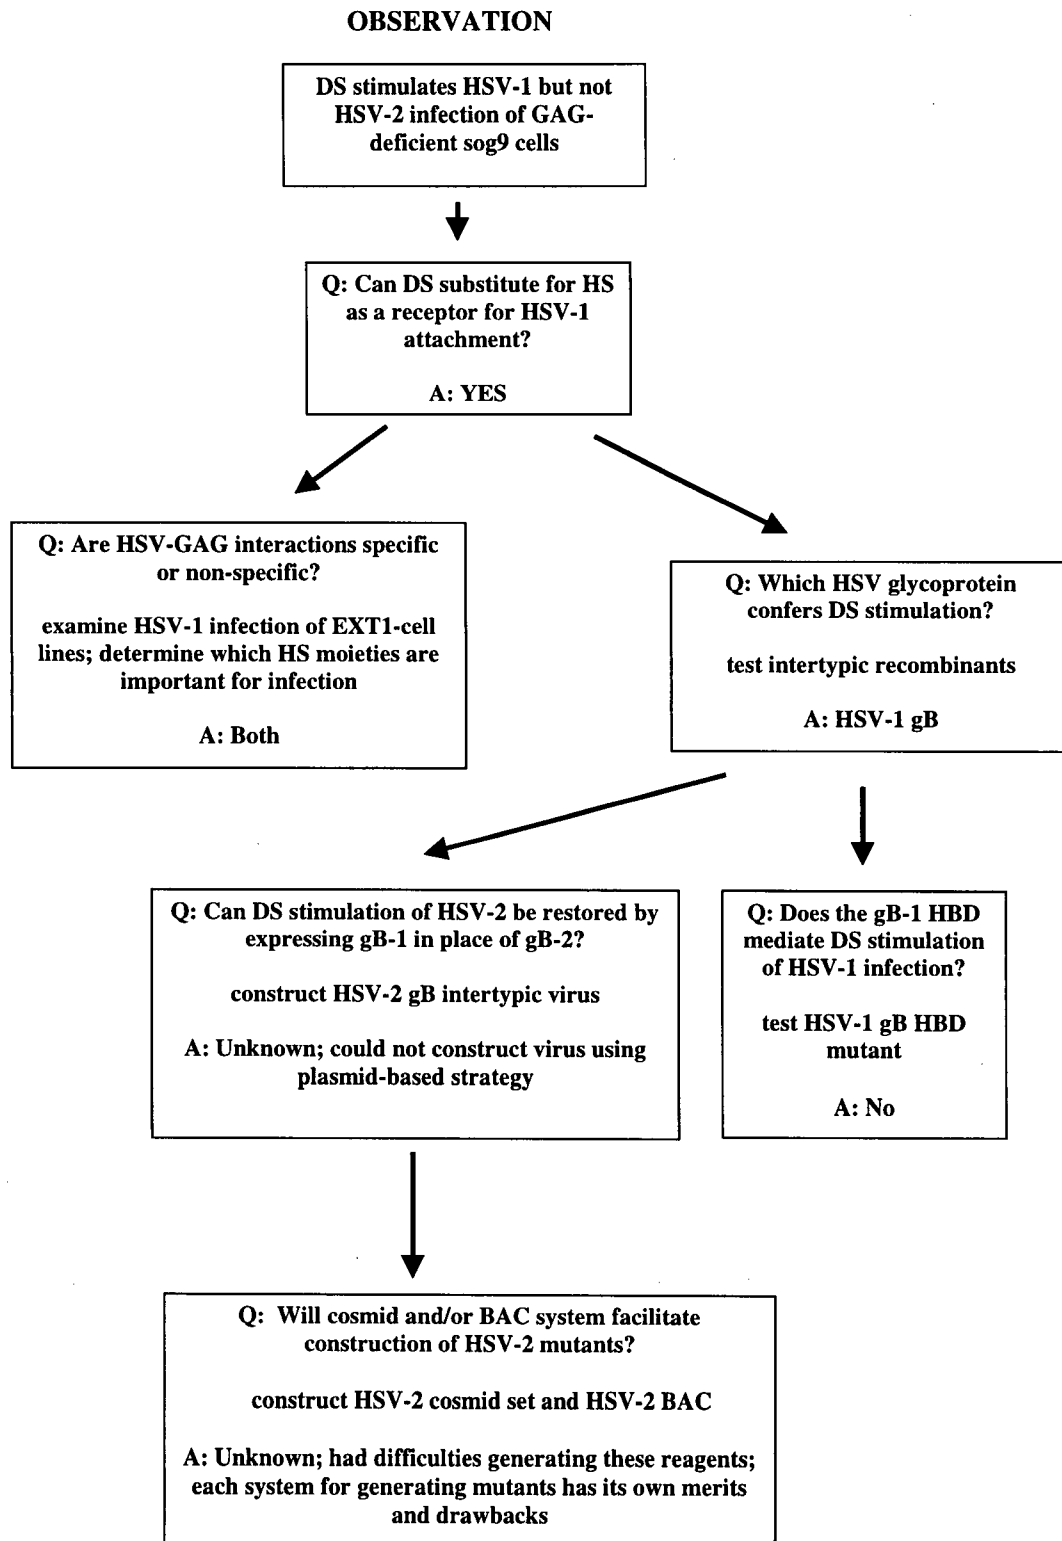 OBSERVATION
DS stimulates HSV-1 but not
HSV-2 infection of GAG-
deficient sog9 cells
Q: Can DS substitute for HS
as a receptor for HSV-1
attachment?
A: YES
Q: Are HSV-GAG interactions specific
or non-specific?
examine HSV-1 infection of EXT1-cell
lines; determine which HS moieties are
important for infection
A: Both
Q: Which HSV glycoprotein
confers DS stimulation?
test intertypic recombinants
A: HSV-1 gB
Q: Can DS stimulation of HSV-2 be restored by
expressing gB-1 in place of gB-2?
construct HSV-2 gB intertypic virus
A: Unknown; could not construct virus using
plasmid-based strategy
Q: Does the gB-1 HBD
mediate DS stimulation
of HSV-1 infection?
test HSV-1 gB HBD
mutant
A: No
Q: Will cosmid and/or BAC system facilitate
construction of HSV-2 mutants?
construct HSV-2 cosmid set and HSV-2 BAC
A: Unknown; had difficulties generating these reagents;
each system for generating mutants has its own merits
and drawbacks